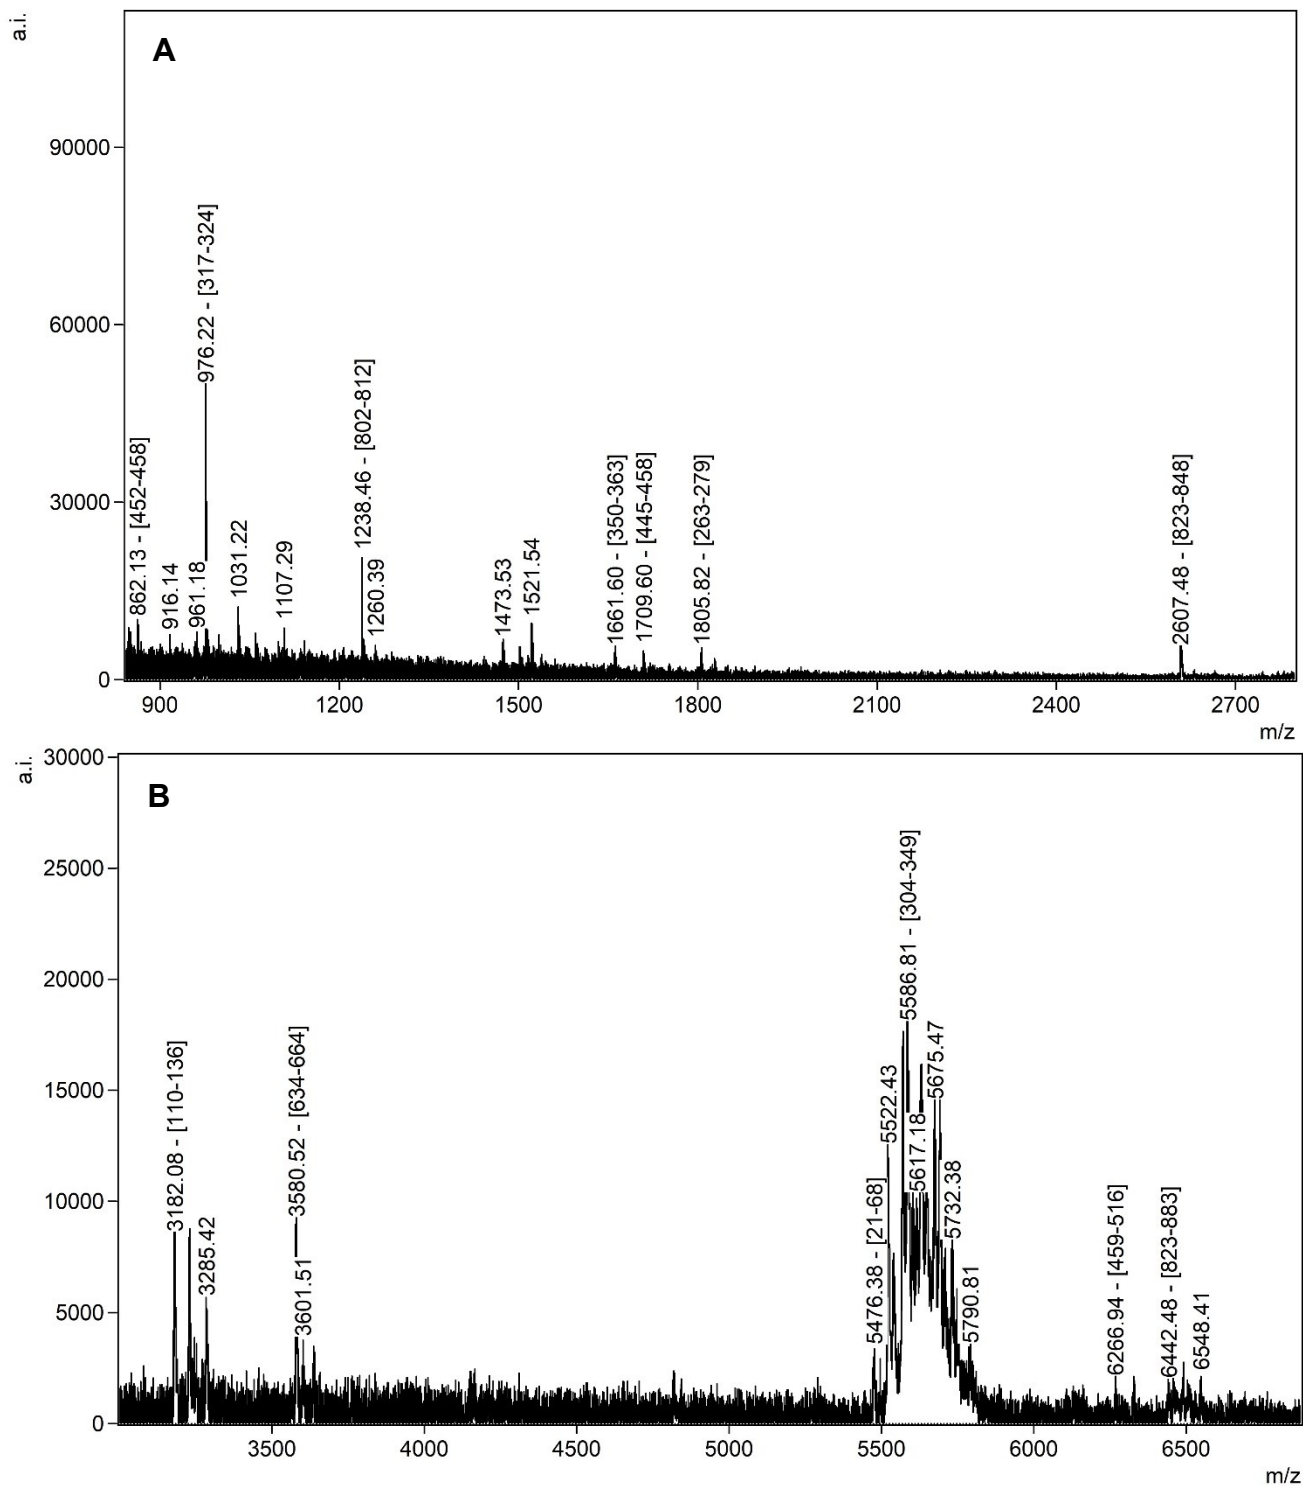 a.i.
A
90000
60000
30000
0
862.13 - [452-458]
916.14
961.18
976.22 - [317-324]
1031.22
1107.29
1238.46 - [802-812]
1260.39
1473.53
1521.54
1661.60 - [350-363]
1709.60 - [445-458]
1805.82 - [263-279]
2607.48 - [823-848]
900 1200 1500 1800 2100 2400 2700
m/z
a.i.
B
30000
25000
20000
15000
10000
5000
0
3182.08 - [110-136]
3285.42
3580.52 - [634-664]
3601.51
5476.38 - [21-68]
5522.43
5586.81 - [304-349]
5617.18
5675.47
5732.38
5790.81
6266.94 - [459-516]
6442.48 - [823-883]
6548.41
3500 4000 4500 5000 5500 6000 6500
m/z